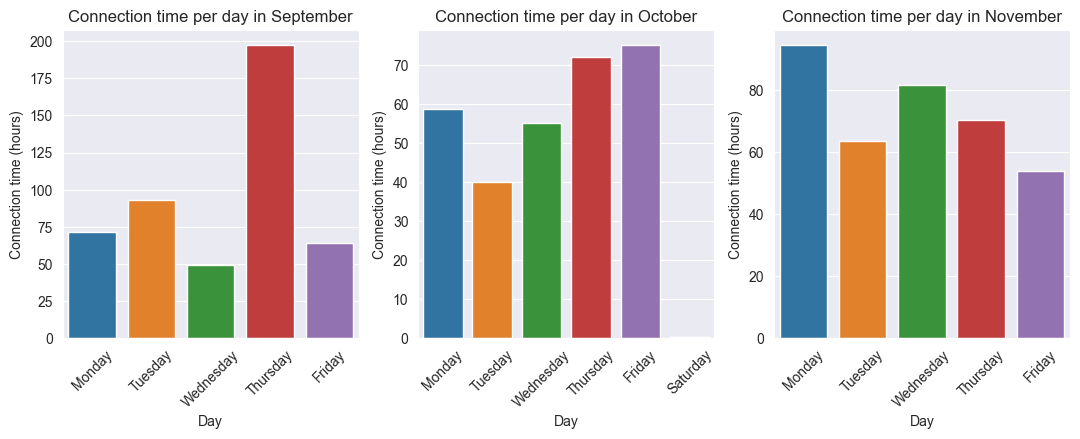 Connection time per day in September
Connection time (hours)
200
175
150
125
100
75
50
25
0
Monday
Tuesday
Wednesday
Thursday
Friday
Day
Connection time per day in October
Connection time (hours)
70
60
50
40
30
20
10
0
Monday
Tuesday
Wednesday
Thursday
Friday
Saturday
Day
Connection time per day in November
Connection time (hours)
80
60
40
20
0
Monday
Tuesday
Wednesday
Thursday
Friday
Day